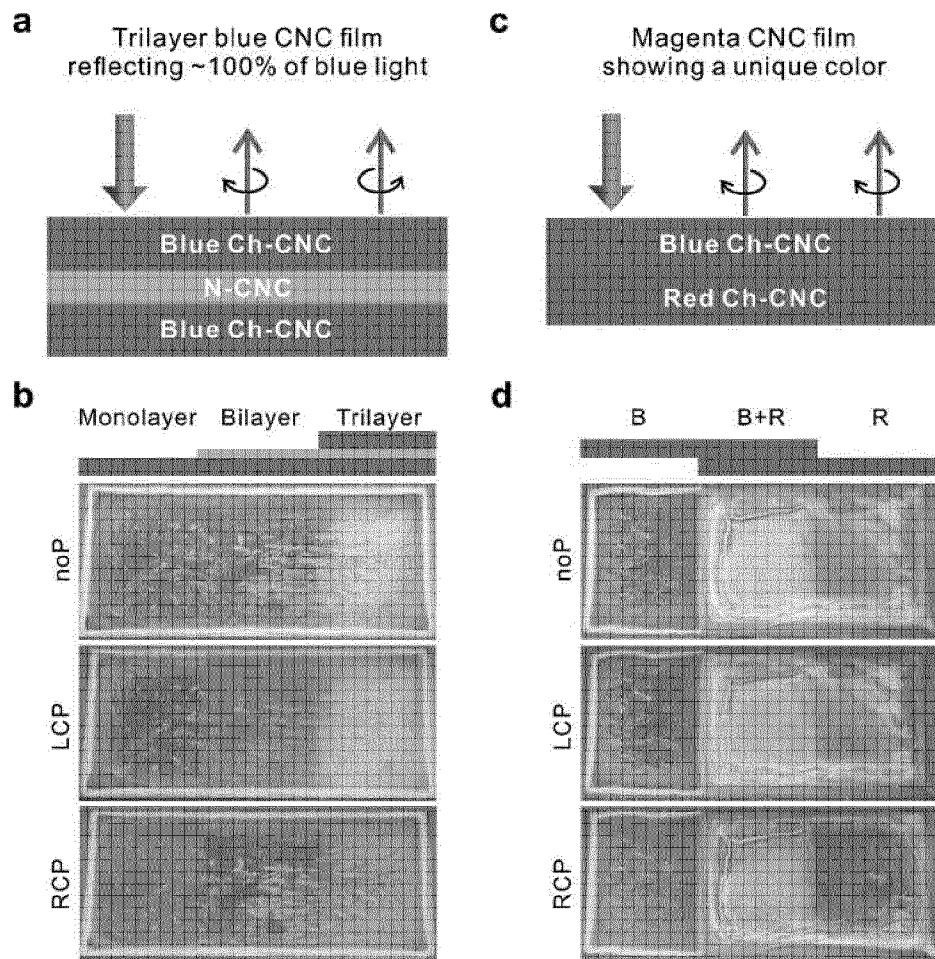 a
Trilayer blue CNC film
reflecting ~100% of blue light
Blue Ch-CNC
N-CNC
Blue Ch-CNC
b
Monolayer Bilayer Trilayer
noP
LCP
RCP
c
Magenta CNC film
showing a unique color
Blue Ch-CNC
Red Ch-CNC
d
B B+R R
noP
LCP
RCP